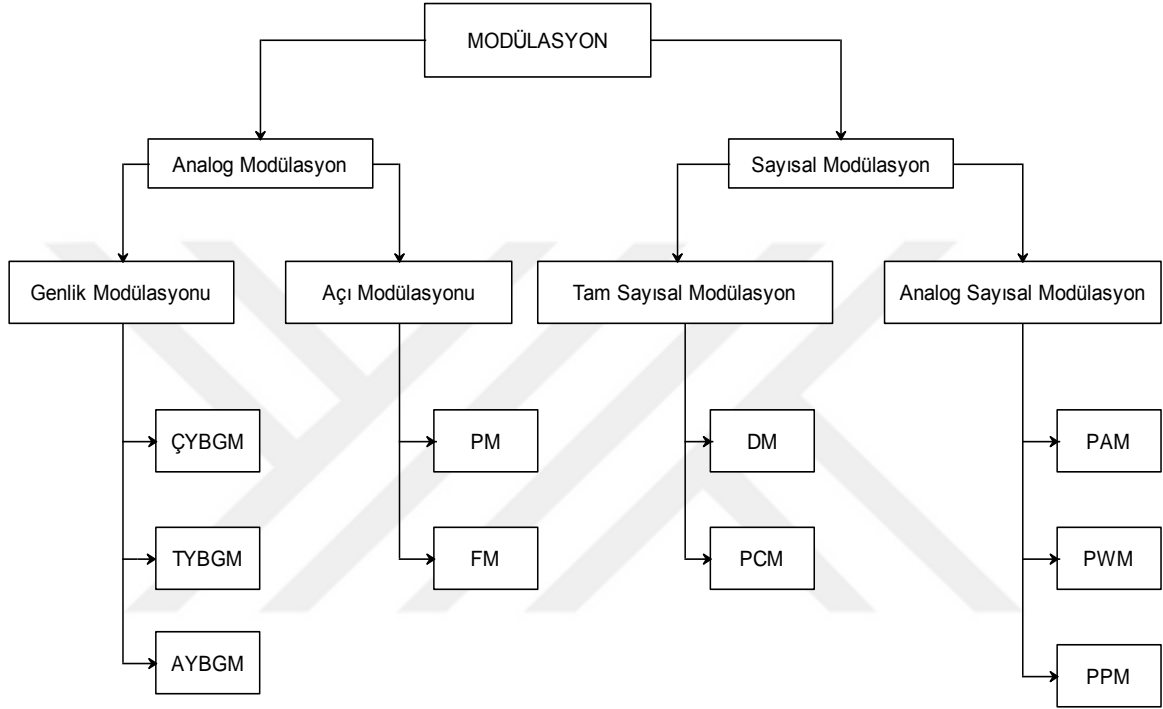 MODÜLASYON
Analog Modülasyon
Sayısal Modülasyon
Genlik Modülasyonu
Açı Modülasyonu
Tam Sayısal Modülasyon
Analog Sayısal Modülasyon
ÇYBGM
PM
DM
PAM
TYBGM
FM
PCM
PWM
AYBGM
PPM